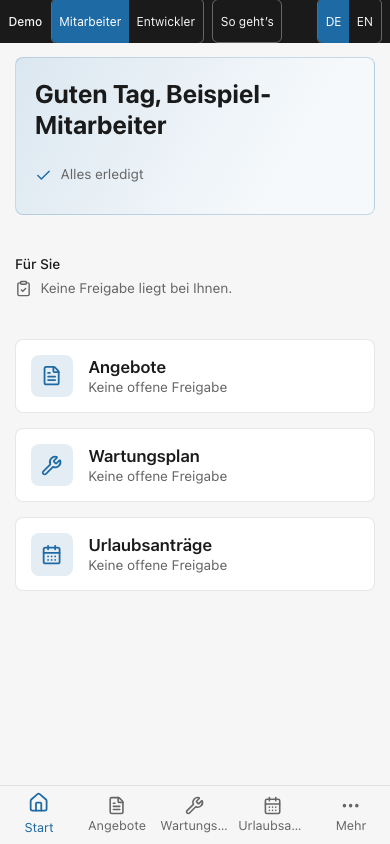 Demo Mitarbeiter Entwickler So geht's DE EN
Guten Tag, Beispiel-
Mitarbeiter
Alles erledigt
Für Sie
Keine Freigabe liegt bei Ihnen.
Angebote
Keine offene Freigabe
Wartungsplan
Keine offene Freigabe
Urlaubsanträge
Keine offene Freigabe
Start Angebote Wartungs... Urlaubsa... Mehr